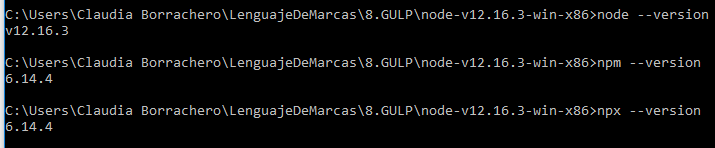 C:\Users\Claudia Borrachero\LenguajeDeMarcas\8.GULP\node-v12.16.3-win-x86>node --version
v12.16.3
C:\Users\Claudia Borrachero\LenguajeDeMarcas\8.GULP\node-v12.16.3-win-x86>npm --version
6.14.4
C:\Users\Claudia Borrachero\LenguajeDeMarcas\8.GULP\node-v12.16.3-win-x86>npx --version
6.14.4